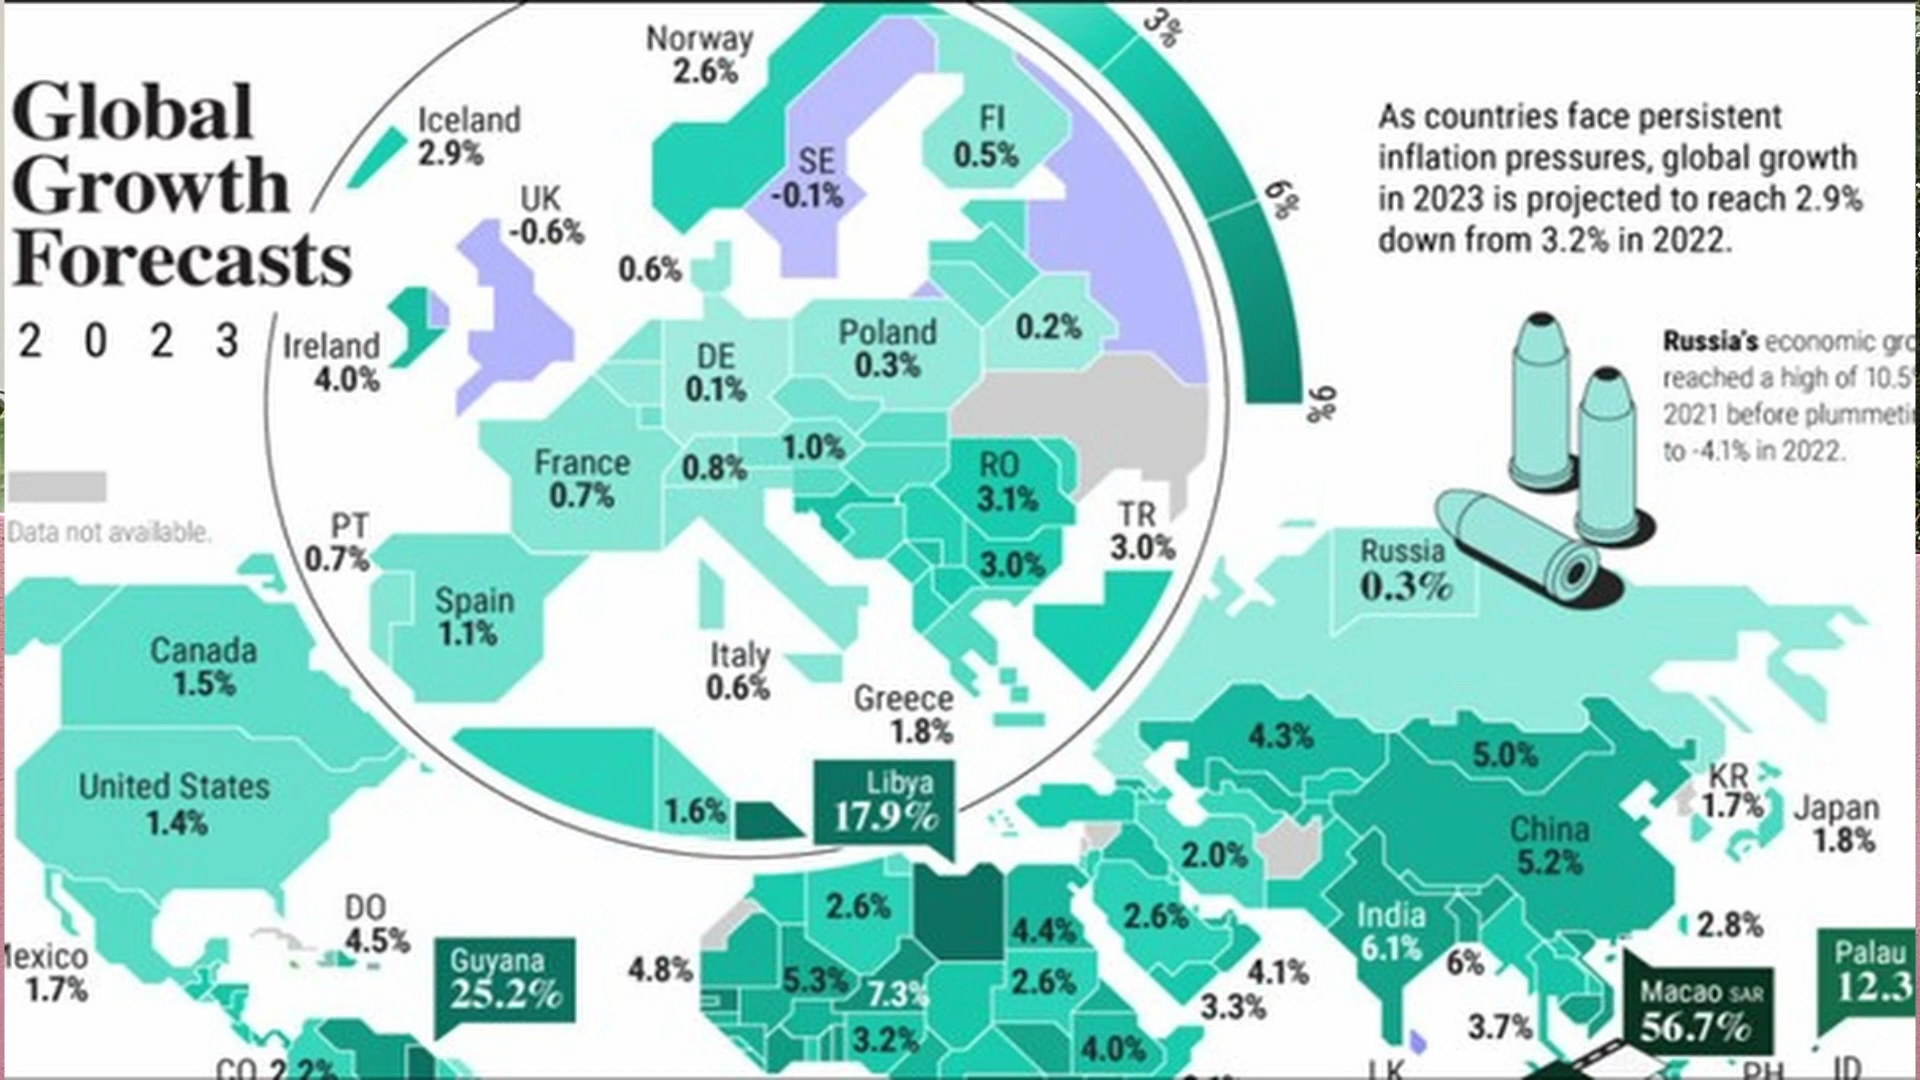 Global
Growth
Forecasts
2023
Data not available.
Norway
2.6%
Iceland
2.9%
UK
-0.6%
SE
-0.1%
FI
0.5%
0.6%
Ireland
4.0%
DE
0.1%
Poland
0.3%
0.2%
France
0.7%
0.8%
1.0%
RO
3.1%
3.0%
TR
3.0%
PT
0.7%
Spain
1.1%
Italy
0.6%
Greece
1.8%
1.6%
Libya
17.9%
3%
6%
9%
As countries face persistent
inflation pressures, global growth
in 2023 is projected to reach 2.9%
down from 3.2% in 2022.
Russia's economic gro
reached a high of 10.5
2021 before plummeti
to -4.1% in 2022.
Russia
0.3%
Canada
1.5%
United States
1.4%
exico
1.7%
DO
4.5%
Guyana
25.2%
CO 2.2%
4.8%
2.6%
4.4%
5.3%
7.3%
2.6%
3.2%
4.0%
4.3%
5.0%
China
5.2%
KR
1.7%
Japan
1.8%
2.0%
2.6%
India
6.1%
6%
4.1%
3.3%
3.7%
2.8%
Macao SAR
56.7%
Palau
12.3
LK
PH
ID